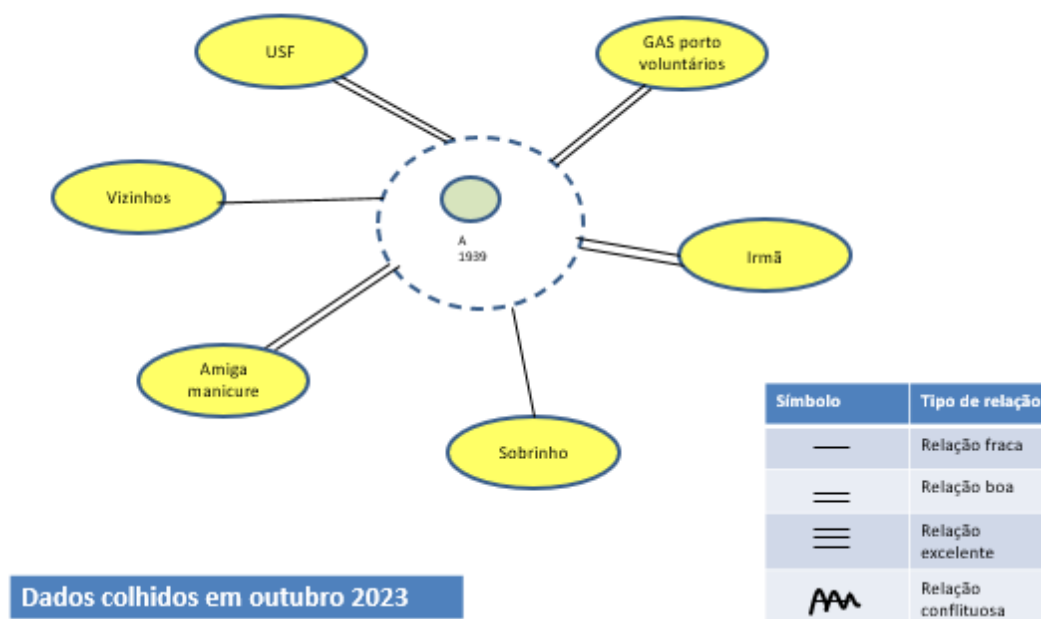 USF
GAS porto
voluntários
Vizinhos
A
1939
Irmã
Amiga
manicure
Sobrinho
Símbolo
Tipo de relação
Relação fraca
Relação boa
Relação
excelente
Relação
conflituosa
Dados colhidos em outubro 2023